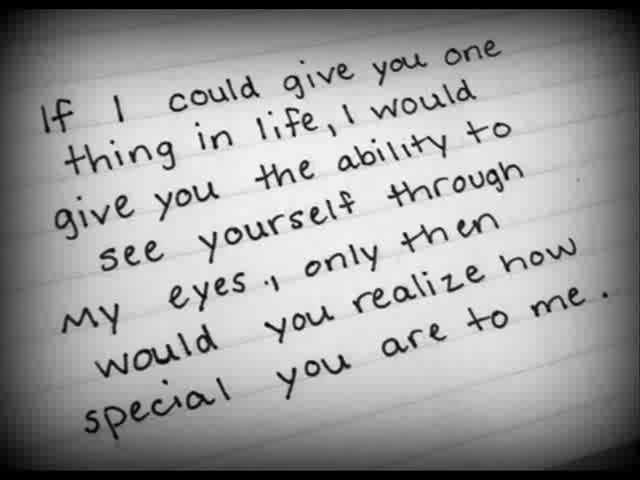 If I could give you one
thing in life, I would
give you the ability to
see yourself through
my eyes., only then
would you realize how
special you are to me.